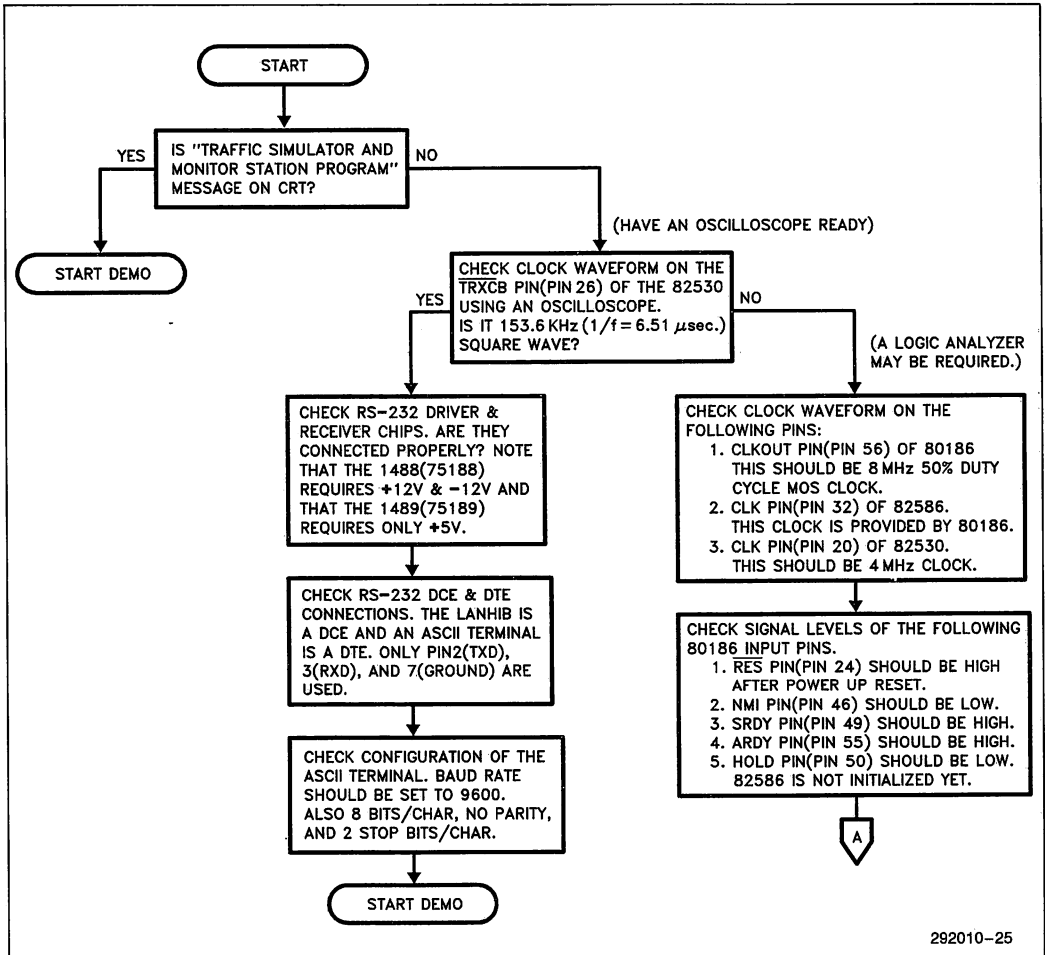 START
YES
IS "TRAFFIC SIMULATOR AND
MONITOR STATION PROGRAM"
MESSAGE ON CRT?
NO
START DEMO
(HAVE AN OSCILLOSCOPE READY)
YES
CHECK CLOCK WAVEFORM ON THE
TRXCB PIN(PIN 26) OF THE 82530
USING AN OSCILLOSCOPE.
IS IT 153.6 KHz (1/f = 6.51 μsec.)
SQUARE WAVE?
NO
(A LOGIC ANALYZER
MAY BE REQUIRED.)
CHECK RS-232 DRIVER &
RECEIVER CHIPS. ARE THEY
CONNECTED PROPERLY? NOTE
THAT THE 1488(75188)
REQUIRES +12V & -12V AND
THAT THE 1489(75189)
REQUIRES ONLY +5V.
CHECK RS-232 DCE & DTE
CONNECTIONS. THE LANHIB IS
A DCE AND AN ASCII TERMINAL
IS A DTE. ONLY PIN2(TXD),
3(RXD), AND 7(GROUND) ARE
USED.
CHECK CONFIGURATION OF THE
ASCII TERMINAL. BAUD RATE
SHOULD BE SET TO 9600.
ALSO 8 BITS/CHAR, NO PARITY,
AND 2 STOP BITS/CHAR.
START DEMO
CHECK CLOCK WAVEFORM ON THE
FOLLOWING PINS:
1. CLKOUT PIN(PIN 56) OF 80186
THIS SHOULD BE 8 MHz 50% DUTY
CYCLE MOS CLOCK.
2. CLK PIN(PIN 32) OF 82586.
THIS CLOCK IS PROVIDED BY 80186.
3. CLK PIN(PIN 20) OF 82530.
THIS SHOULD BE 4 MHz CLOCK.
CHECK SIGNAL LEVELS OF THE FOLLOWING
80186 INPUT PINS.
1. RES PIN(PIN 24) SHOULD BE HIGH
AFTER POWER UP RESET.
2. NMI PIN(PIN 46) SHOULD BE LOW.
3. SRDY PIN(PIN 49) SHOULD BE HIGH.
4. ARDY PIN(PIN 55) SHOULD BE HIGH.
5. HOLD PIN(PIN 50) SHOULD BE LOW.
82586 IS NOT INITIALIZED YET.
A
292010-25